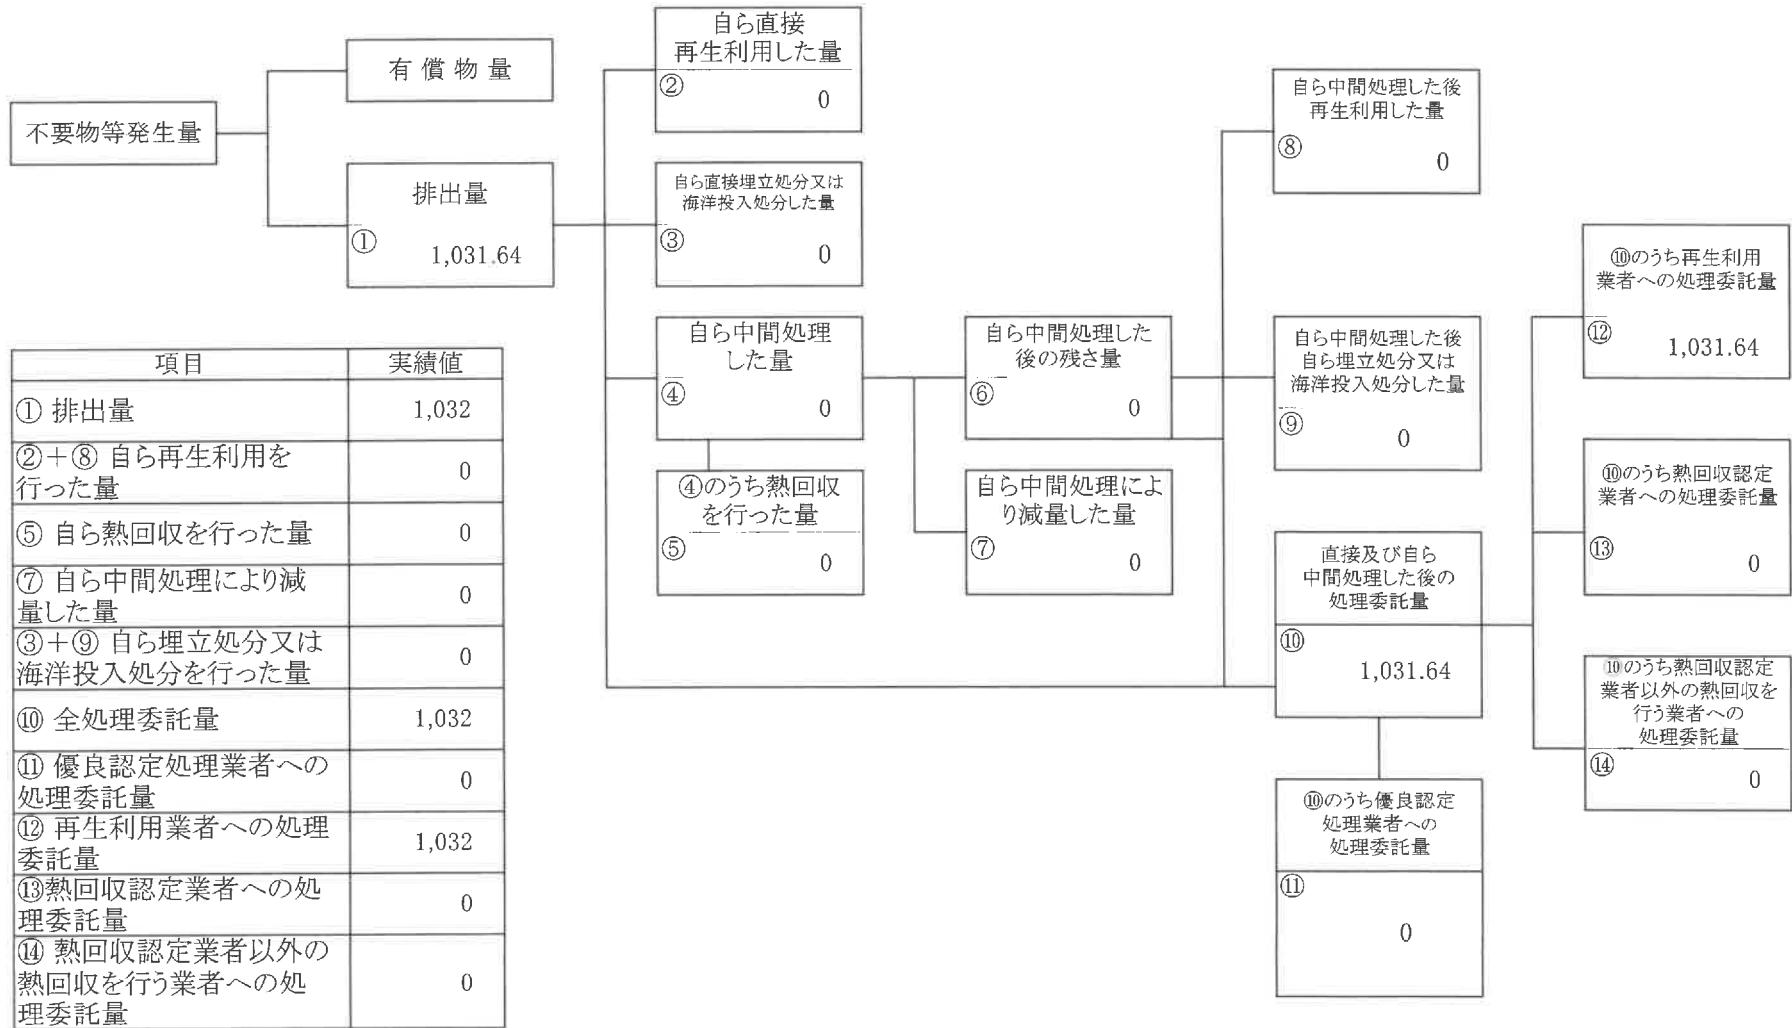 不要物等発生量
有償物量
排出量
①
1,031.64
自ら直接
再生利用した量
②
0
自ら直接埋立処分又は
海洋投入処分した量
③
0
自ら中間処理
した量
④
0
④のうち熱回収
を行った量
⑤
0
自ら中間処理した
後の残さ量
⑥
0
自ら中間処理によ
り減量した量
⑦
0
自ら中間処理した後
再生利用した量
⑧
0
自ら中間処理した後
自ら埋立処分又は
海洋投入処分した量
⑨
0
直接及び自ら
中間処理した後の
処理委託量
⑩
1,031.64
⑩のうち優良認定
処理業者への
処理委託量
⑪
0
⑩のうち再生利用
業者への処理委託量
⑫
1,031.64
⑩のうち熱回収認定
業者への処理委託量
⑬
0
⑩のうち熱回収認定
業者以外の熱回収を
行う業者への
処理委託量
⑭
0
項目 実績値
① 排出量 1,032
②+⑧ 自ら再生利用を
行った量 0
⑤ 自ら熱回収を行った量 0
⑦ 自ら中間処理により減
量した量 0
③+⑨ 自ら埋立処分又は
海洋投入処分を行った量 0
⑩ 全処理委託量 1,032
⑪ 優良認定処理業者への
処理委託量 0
⑫ 再生利用業者への処理
委託量 1,032
⑬熱回収認定業者への処
理委託量 0
⑭ 熱回収認定業者以外の
熱回収を行う業者への処
理委託量 0